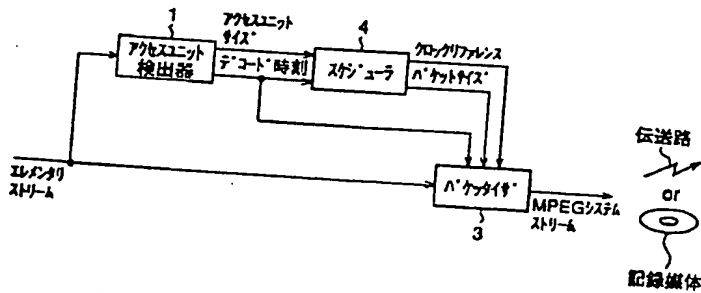 1
アクセスユニット
検出器
アクセスユニット
サイズ
デコード時刻
4
スケジューラ
クロックリファレンス
パケットサイズ
エレメンタリ
ストリーム
パケッタイザ
3
MPEGシステム
ストリーム
伝送路
or
記録媒体